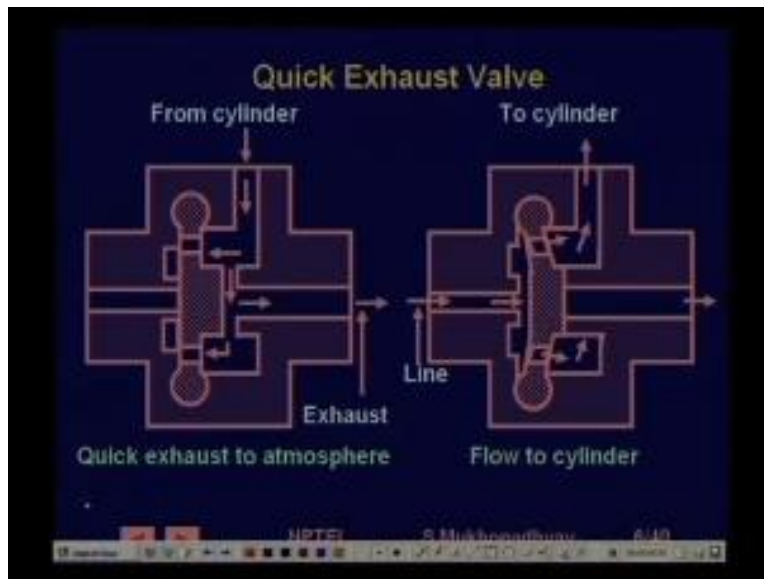 Quick Exhaust Valve
From cylinder
To cylinder
Line
Exhaust
Quick exhaust to atmosphere
Flow to cylinder
NPTEL
S.Mukhopadhyay
6/40